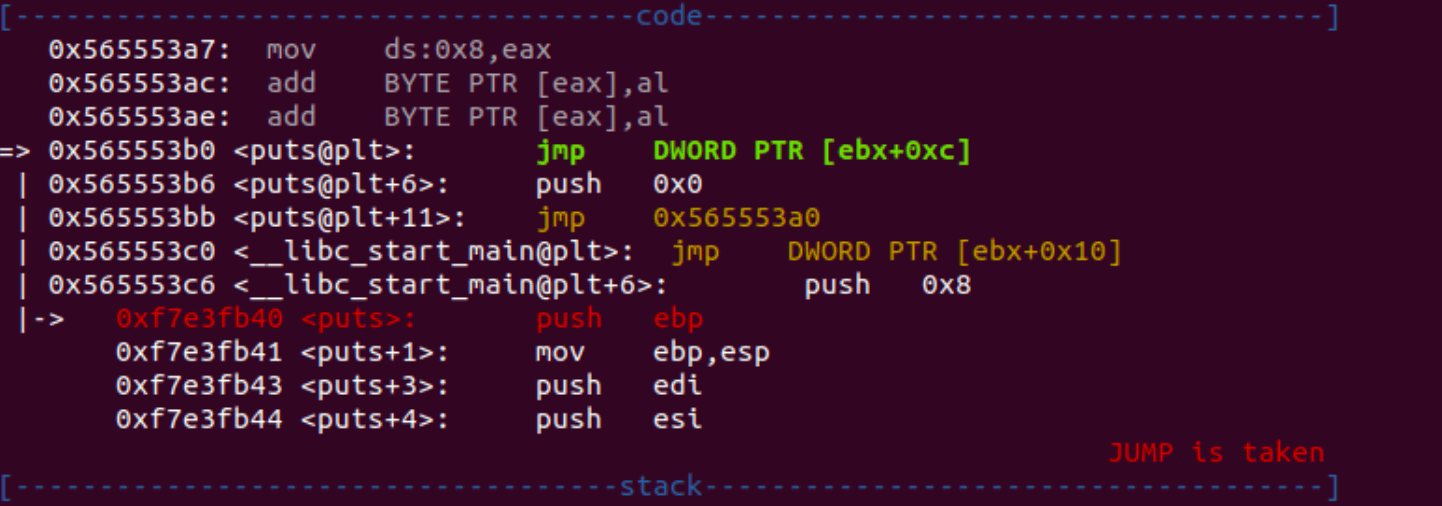 [-------------------------------------code-------------------------------------]
   0x565553a7:  mov    ds:0x8,eax
   0x565553ac:  add    BYTE PTR [eax],al
   0x565553ae:  add    BYTE PTR [eax],al
=> 0x565553b0 <puts@plt>:       jmp    DWORD PTR [ebx+0xc]
 | 0x565553b6 <puts@plt+6>:     push   0x0
 | 0x565553bb <puts@plt+11>:    jmp    0x565553a0
 | 0x565553c0 <__libc_start_main@plt>:  jmp    DWORD PTR [ebx+0x10]
 | 0x565553c6 <__libc_start_main@plt+6>:        push   0x8
 |->   0xf7e3fb40 <puts>:       push   ebp
       0xf7e3fb41 <puts+1>:     mov    ebp,esp
       0xf7e3fb43 <puts+3>:     push   edi
       0xf7e3fb44 <puts+4>:     push   esi
                                                                  JUMP is taken
[------------------------------------stack-------------------------------------]